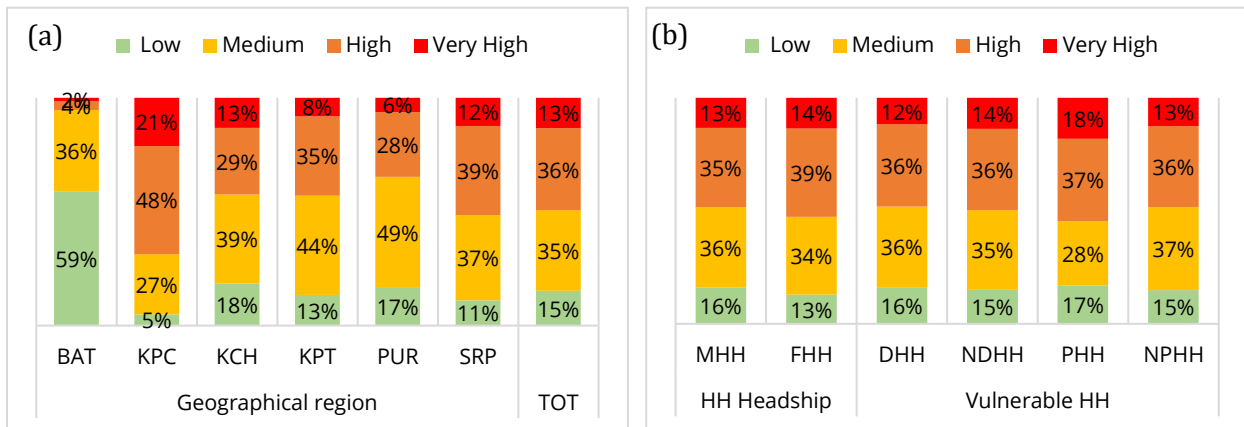 (a)
Low Medium High Very High
2% 21% 13% 8% 6% 12% 13%
4% 48% 29% 35% 28% 39% 36%
36% 27% 39% 44% 49% 37% 35%
59% 5% 18% 13% 17% 11% 15%
BAT KPC KCH KPT PUR SRP
Geographical region TOT
(b)
Low Medium High Very High
13% 14% 12% 14% 18% 13%
35% 39% 36% 36% 37% 36%
36% 34% 36% 35% 28% 37%
16% 13% 16% 15% 17% 15%
MHH FHH DHH NDHH PHH NPHH
HH Headship Vulnerable HH